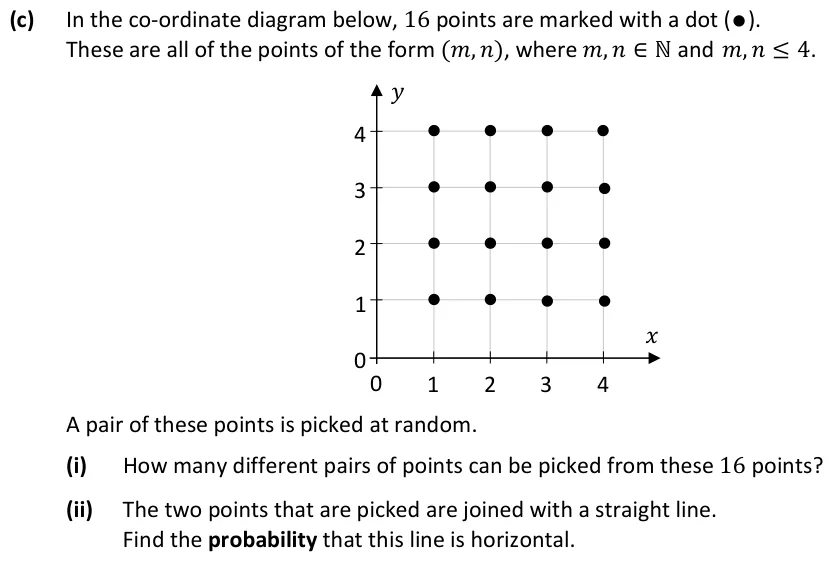 (c) In the co-ordinate diagram below, 16 points are marked with a dot (●).
These are all of the points of the form (m, n), where m, n ∈ ℕ and m, n ≤ 4.
y
4
3
2
1
0
x
0 1 2 3 4
A pair of these points is picked at random.
(i) How many different pairs of points can be picked from these 16 points?
(ii) The two points that are picked are joined with a straight line.
Find the probability that this line is horizontal.